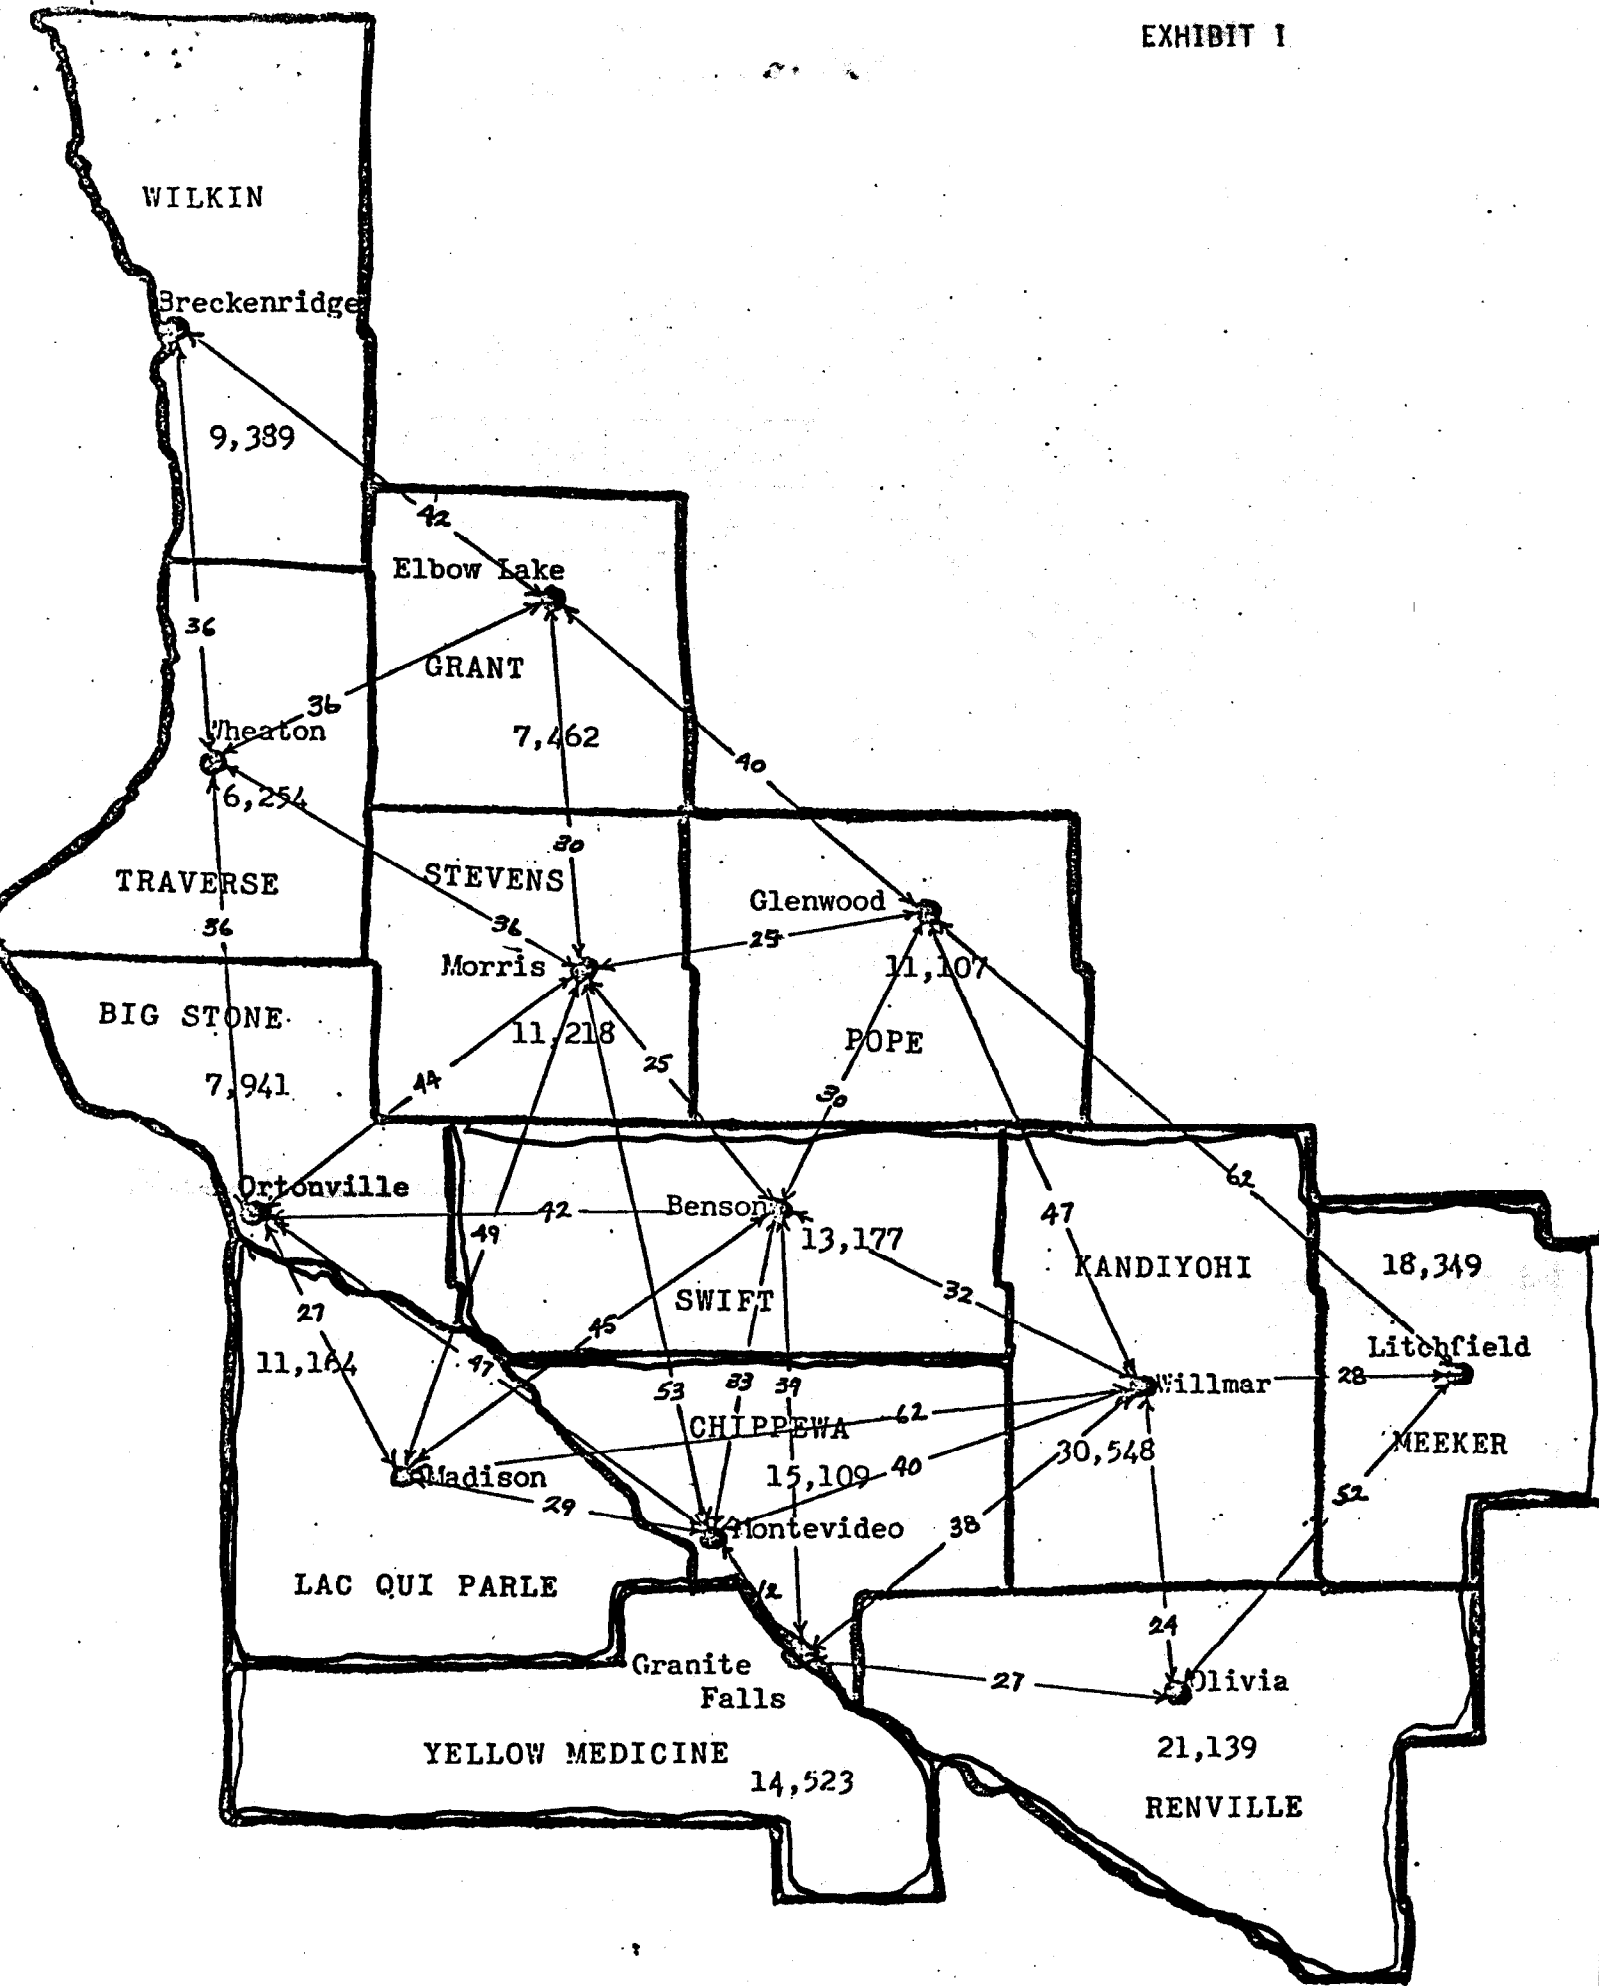 EXHIBIT I
WILKIN
Breckenridge
9,389
42
Elbow Lake
36
GRANT
36
Wheaton
7,462
40
6,254
30
STEVENS
TRAVERSE
Glenwood
36
36
25
Morris
11,107
BIG STONE
11,218
POPE
25
7,941
44
30
62
Ortonville
Benson
42
47
49
13,177
KANDIYOHI
18,349
32
SWIFT
27
45
Litchfield
11,164
47
53
33
39
Willmar
28
62
CHIPPEWA
MEEKER
30,548
40
15,109
Madison
52
29
Montevideo
38
LAC QUI PARLE
12
24
Granite
27
Olivia
Falls
YELLOW MEDICINE
21,139
14,523
RENVILLE